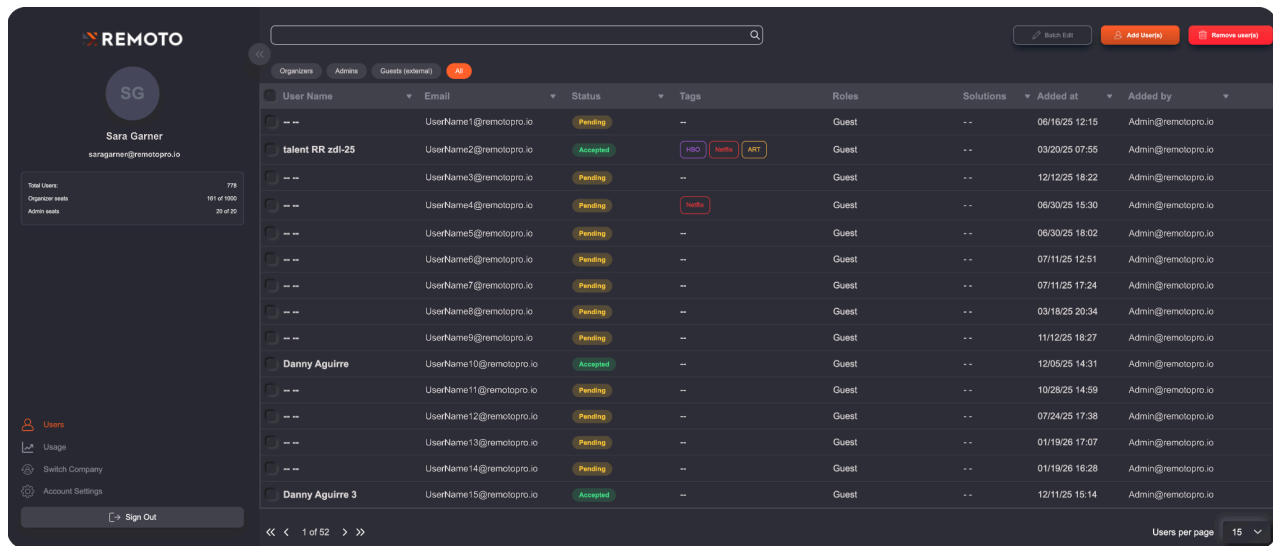 REMOTO
SG
Sara Garner
saragarner@remotopro.io
Total Users: 778
Organizer seats 161 of 1000
Admin seats 20 of 20
Users
Usage
Switch Company
Account Settings
Sign Out
Batch Edit Add User(s) Remove user(s)
Organizers Admins Guests (external) All
User Name Email Status Tags Roles Solutions Added at Added by
-- -- UserName1@remotopro.io Pending -- Guest - - 06/16/25 12:15 Admin@remotopro.io
talent RR zdl-25 UserName2@remotopro.io Accepted HSO Netflix ART Guest - - 03/20/25 07:55 Admin@remotopro.io
-- -- UserName3@remotopro.io Pending -- Guest - - 12/12/25 18:22 Admin@remotopro.io
-- -- UserName4@remotopro.io Pending Netflix Guest - - 06/30/25 15:30 Admin@remotopro.io
-- -- UserName5@remotopro.io Pending -- Guest - - 06/30/25 18:02 Admin@remotopro.io
-- -- UserName6@remotopro.io Pending -- Guest - - 07/11/25 12:51 Admin@remotopro.io
-- -- UserName7@remotopro.io Pending -- Guest - - 07/11/25 17:24 Admin@remotopro.io
-- -- UserName8@remotopro.io Pending -- Guest - - 03/18/25 20:34 Admin@remotopro.io
-- -- UserName9@remotopro.io Pending -- Guest - - 11/12/25 18:27 Admin@remotopro.io
Danny Aguirre UserName10@remotopro.io Accepted -- Guest - - 12/05/25 14:31 Admin@remotopro.io
-- -- UserName11@remotopro.io Pending -- Guest - - 10/28/25 14:59 Admin@remotopro.io
-- -- UserName12@remotopro.io Pending -- Guest - - 07/24/25 17:38 Admin@remotopro.io
-- -- UserName13@remotopro.io Pending -- Guest - - 01/19/26 17:07 Admin@remotopro.io
-- -- UserName14@remotopro.io Pending -- Guest - - 01/19/26 16:28 Admin@remotopro.io
Danny Aguirre 3 UserName15@remotopro.io Accepted -- Guest - - 12/11/25 15:14 Admin@remotopro.io
1 of 52 Users per page 15